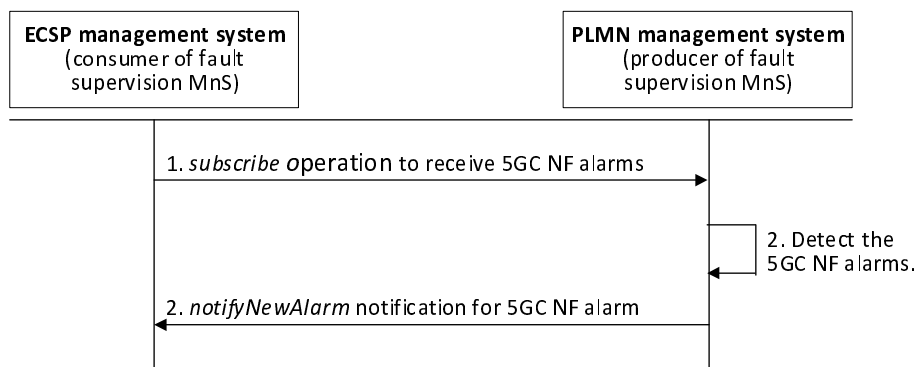 ECSP management system
(consumer of fault
supervision MnS)
PLMN management system
(producer of fault
supervision MnS)
1. subscribe operation to receive 5GC NF alarms
2. Detect the
5GC NF alarms.
2. notifyNewAlarm notification for 5GC NF alarm